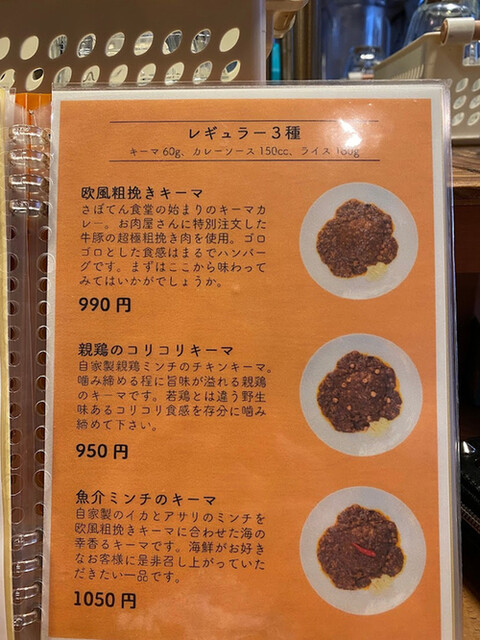 レギュラー３種
キーマ 60g、カレーソース 150cc、ライス 180g
欧風粗挽きキーマ
さぼてん食堂の始まりのキーマカ
レー。お肉屋さんに特別注文した
牛豚の超極粗挽き肉を使用。ゴロ
ゴロとした食感はまるでハンバー
グです。まずはここから味わって
みてはいかがでしょうか。
990 円
親鶏のコリコリキーマ
自家製親鶏ミンチのチキンキーマ。
噛み締める程に旨味が溢れる親鶏
のキーマです。若鶏とは違う野生
味あるコリコリ食感を存分に噛み
締めて下さい。
950 円
魚介ミンチのキーマ
自家製のイカとアサリのミンチを
欧風粗挽きキーマに合わせた海の
幸香るキーマです。海鮮がお好き
なお客様に是非召し上がっていた
だきたい一品です。
1050 円